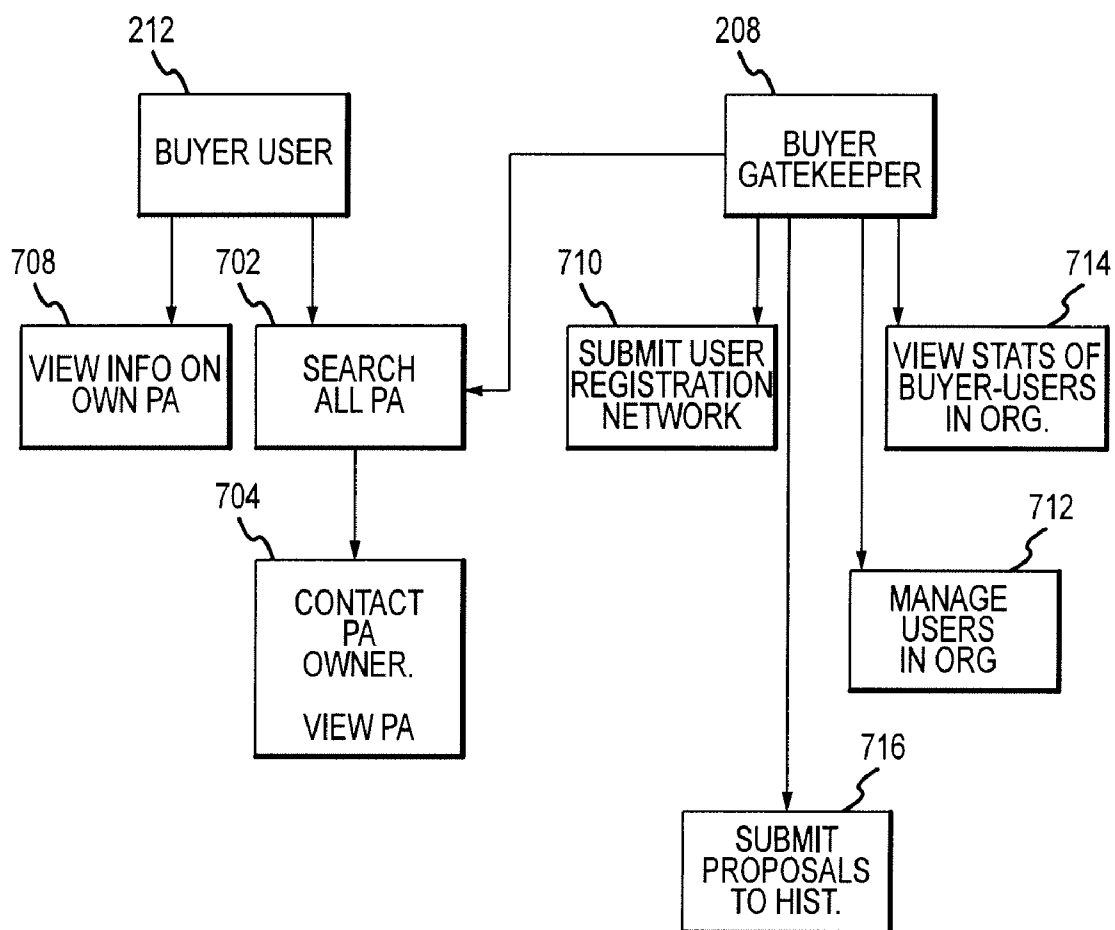 212
208
BUYER USER
BUYER
GATEKEEPER
708
702
710
714
VIEW INFO ON
OWN PA
SEARCH
ALL PA
SUBMIT USER
REGISTRATION
NETWORK
VIEW STATS OF
BUYER-USERS
IN ORG.
704
712
CONTACT
PA
OWNER.
VIEW PA
MANAGE
USERS
IN ORG
716
SUBMIT
PROPOSALS
TO HIST.